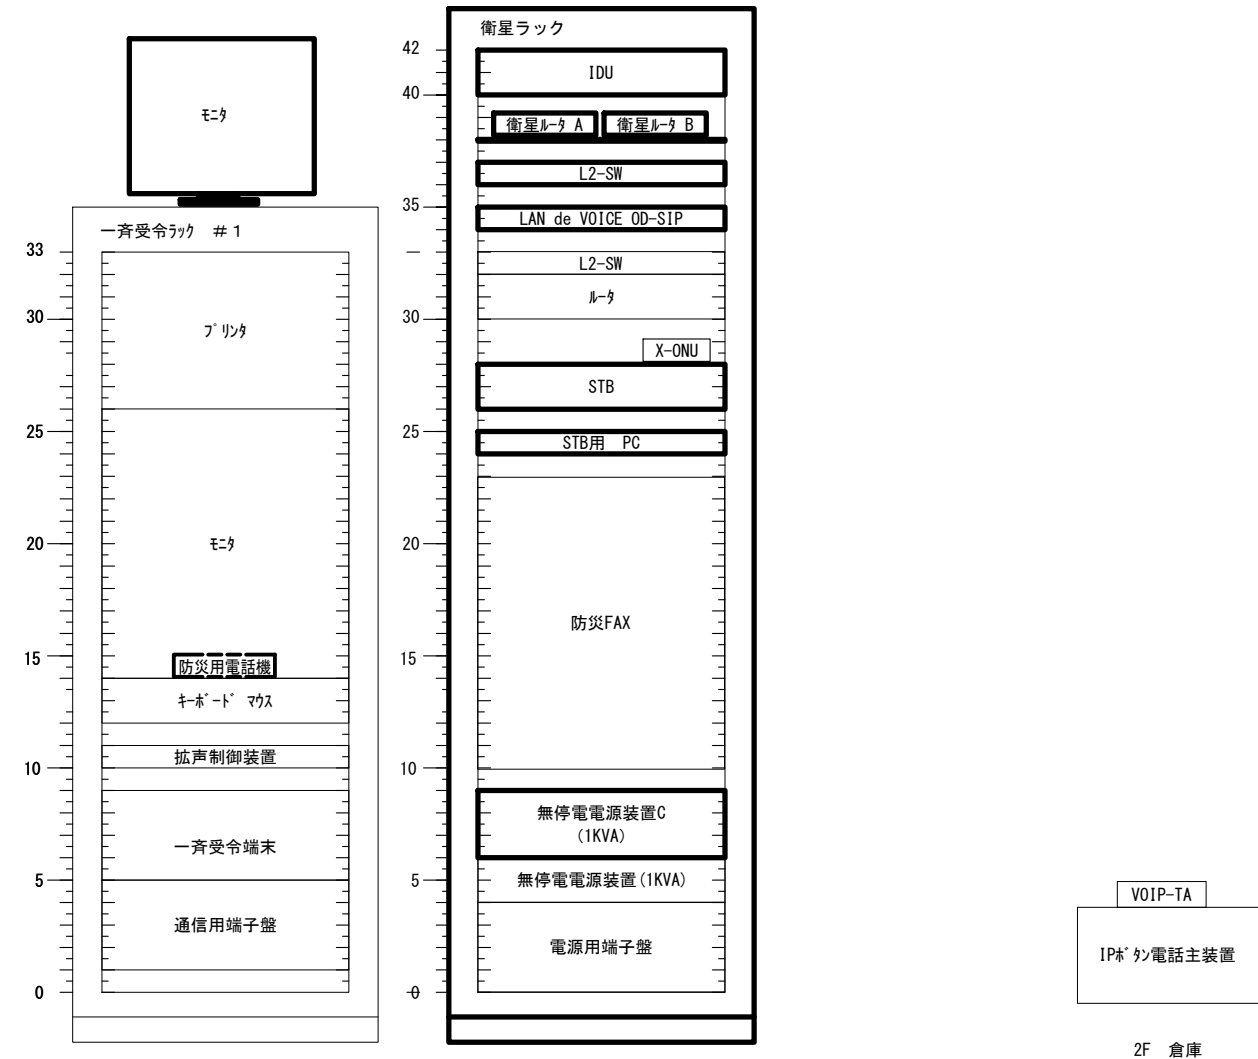 モニタ
一斉受令ラック　＃１
33
30
25
20
15
10
5
0
プリンタ
モニタ
防災用電話機
キーボード マウス
拡声制御装置
一斉受令端末
通信用端子盤
衛星ラック
42
40
35
30
25
20
15
10
5
0
IDU
衛星ルータ A
衛星ルータ B
L2-SW
LAN de VOICE OD-SIP
L2-SW
ルータ
X-ONU
STB
STB用　PC
防災FAX
無停電電源装置C
(1KVA)
無停電電源装置(1KVA)
電源用端子盤
VOIP-TA
IPボタン電話主装置
2F　倉庫